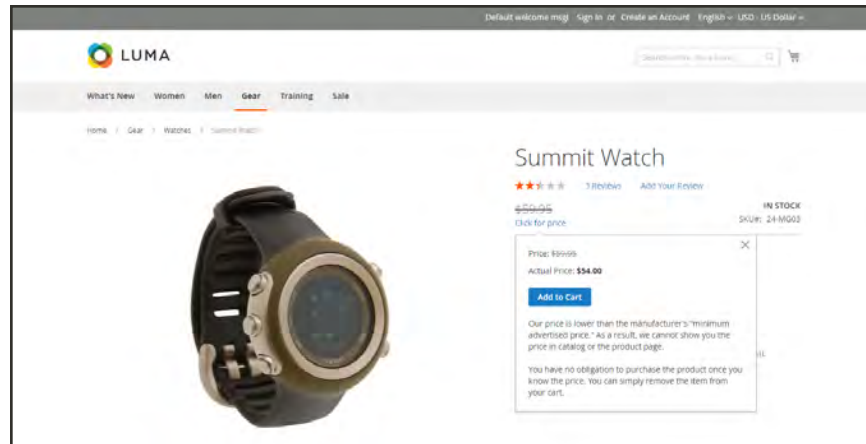 Default welcome msg! Sign In or Create an Account English USD - US Dollar
LUMA
What's New Women Men Gear Training Sale
Home / Gear / Watches / Summit Watch
Summit Watch
3 Reviews Add Your Review
$59.95
IN STOCK
Click for price
SKU#: 24-MG03
Price: $59.95
Actual Price: $54.00
Add to Cart
Our price is lower than the manufacturer's "minimum
advertised price." As a result, we cannot show you the
price in catalog or the product page.
You have no obligation to purchase the product once you
know the price. You can simply remove the item from
your cart.